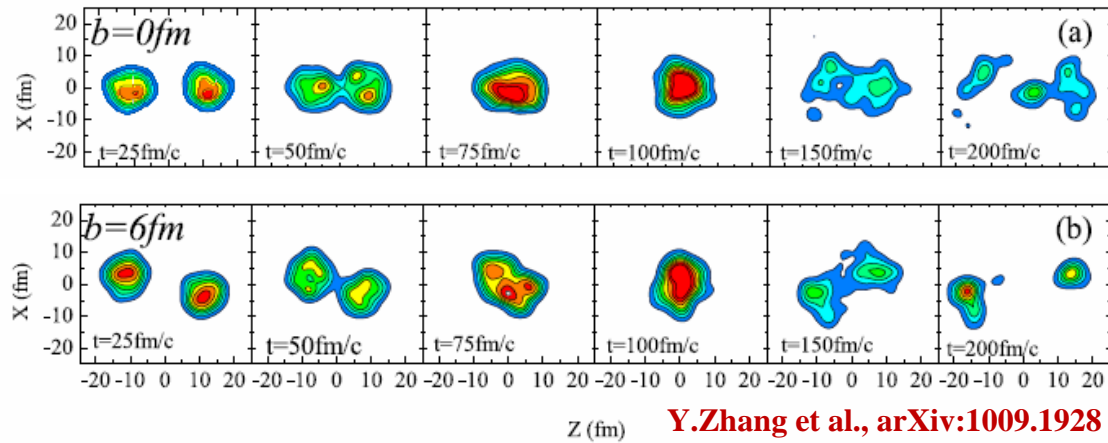 b=0fm
(a)
X (fm)
20
10
0
-10
-20
t=25fm/c
t=50fm/c
t=75fm/c
t=100fm/c
t=150fm/c
t=200fm/c
b=6fm
(b)
X (fm)
20
10
0
-10
-20
t=25fm/c
t=50fm/c
t=75fm/c
t=100fm/c
t=150fm/c
t=200fm/c
-20 -10 0 10 20 -20 -10 0 10 20 -20 -10 0 10 20 -20 -10 0 10 20 -20 -10 0 10 20 -20 -10 0 10 20
Z (fm)
Y.Zhang et al., arXiv:1009.1928